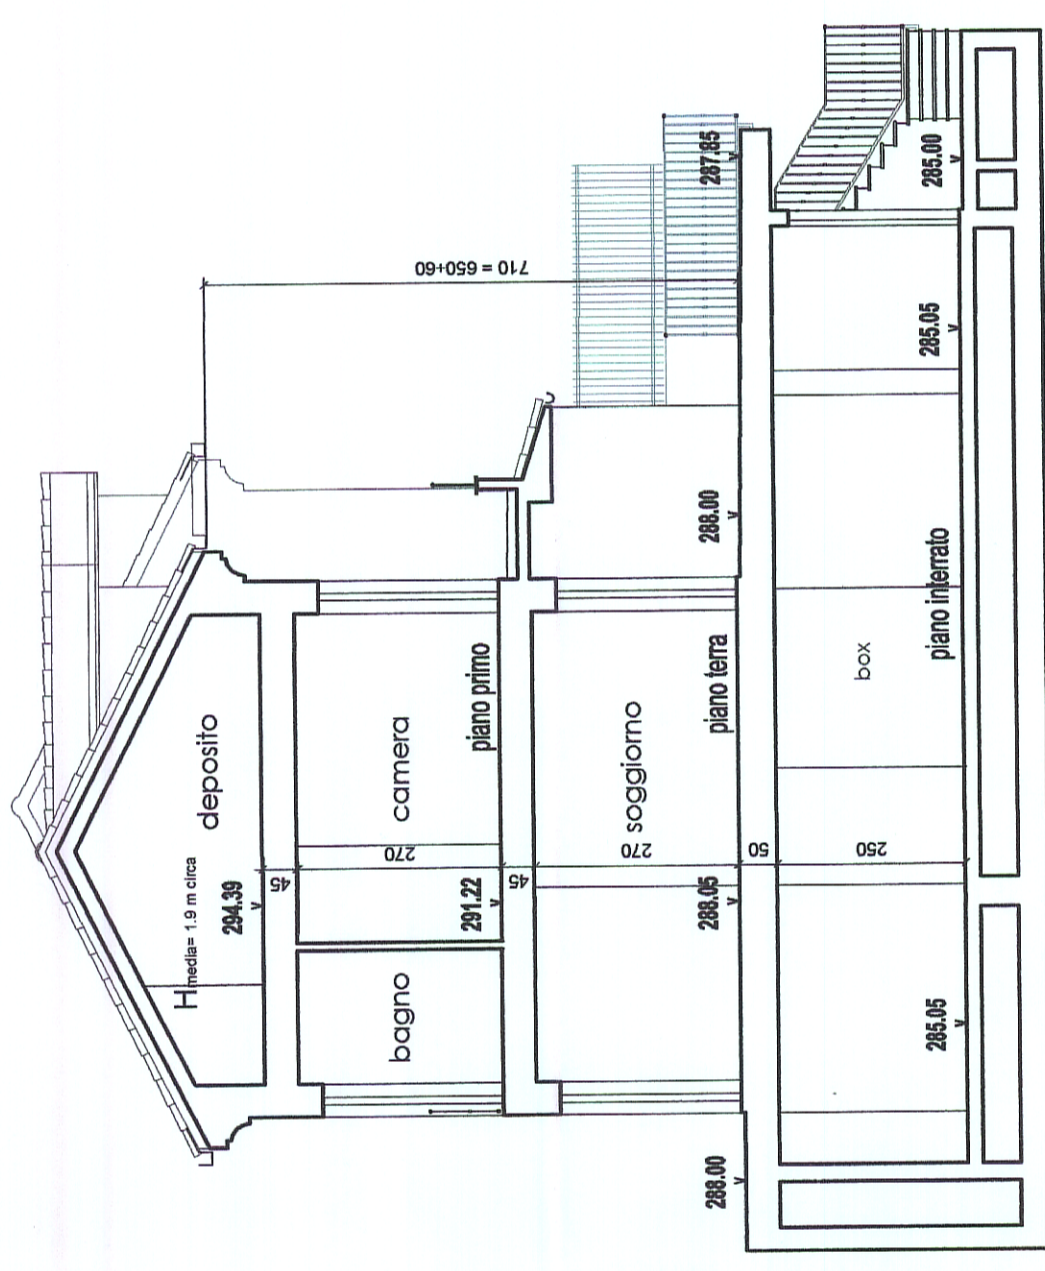 deposito
Hmedia= 1.9 m circa
294.39
45
bagno
camera
270
291.22
piano primo
45
soggiorno
270
288.05
piano terra
288.00
710 = 650+60
287.85
288.00
50
box
250
piano interrato
285.05
285.05
285.00